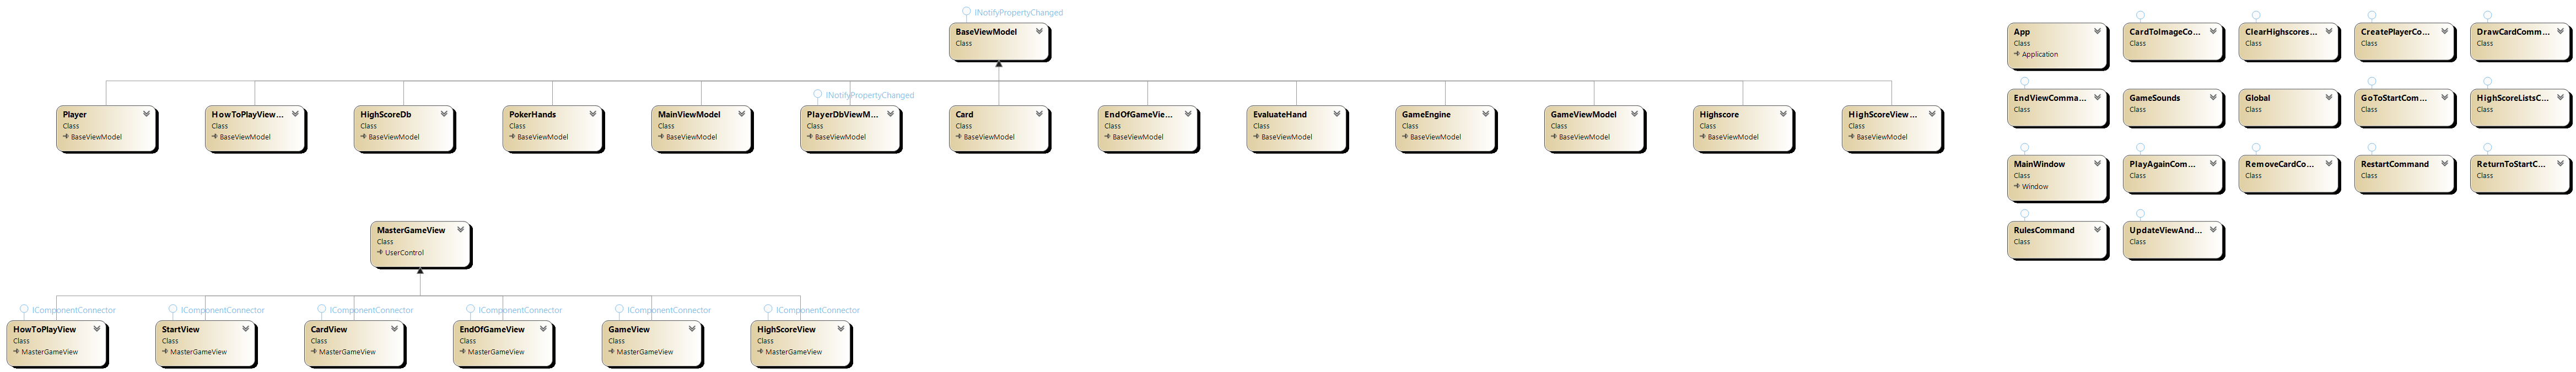 INotifyPropertyChanged
BaseViewModel
Class
Player
Class
BaseViewModel
HowToPlayView...
Class
BaseViewModel
HighScoreDb
Class
BaseViewModel
PokerHands
Class
BaseViewModel
MainViewModel
Class
BaseViewModel
INotifyPropertyChanged
PlayerDbViewM...
Class
BaseViewModel
Card
Class
BaseViewModel
EndOfGameVie...
Class
BaseViewModel
EvaluateHand
Class
BaseViewModel
GameEngine
Class
BaseViewModel
GameViewModel
Class
BaseViewModel
Highscore
Class
BaseViewModel
HighScoreView...
Class
BaseViewModel
MasterGameView
Class
UserControl
IComponentConnector
HowToPlayView
Class
MasterGameView
IComponentConnector
StartView
Class
MasterGameView
IComponentConnector
CardView
Class
MasterGameView
IComponentConnector
EndOfGameView
Class
MasterGameView
IComponentConnector
GameView
Class
MasterGameView
IComponentConnector
HighScoreView
Class
MasterGameView
App
Class
Application
CardToImageCo...
Class
ClearHighscores...
Class
CreatePlayerCo...
Class
DrawCardComm...
Class
EndViewComma...
Class
GameSounds
Class
Global
Class
GoToStartCom...
Class
HighScoreListsC...
Class
MainWindow
Class
Window
PlayAgainCom...
Class
RemoveCardCo...
Class
RestartCommand
Class
ReturnToStartC...
Class
RulesCommand
Class
UpdateViewAnd...
Class